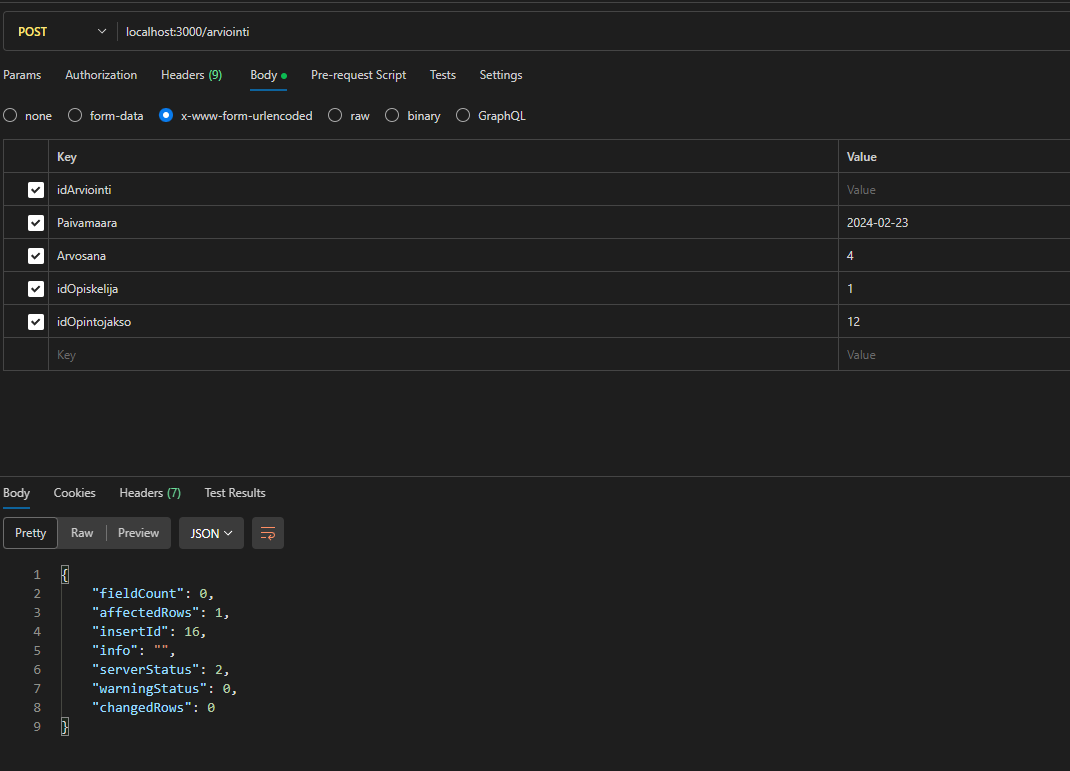 POST localhost:3000/arviointi
Params Authorization Headers (9) Body Pre-request Script Tests Settings
none form-data x-www-form-urlencoded raw binary GraphQL
Key Value
idArviointi Value
Paivamaara 2024-02-23
Arvosana 4
idOpiskelija 1
idOpintojakso 12
Key Value
Body Cookies Headers (7) Test Results
Pretty Raw Preview JSON
1 {
2 "fieldCount": 0,
3 "affectedRows": 1,
4 "insertId": 16,
5 "info": "",
6 "serverStatus": 2,
7 "warningStatus": 0,
8 "changedRows": 0
9 }